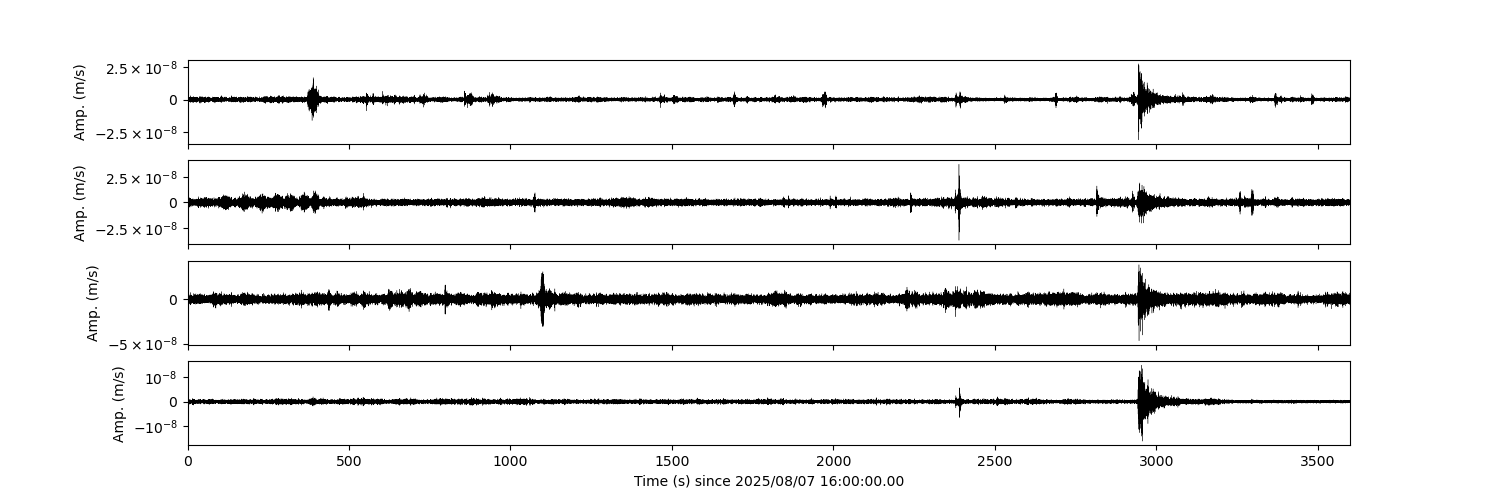 2.5 × 10⁻⁸
0
−2.5 × 10⁻⁸
Amp. (m/s)
2.5 × 10⁻⁸
0
−2.5 × 10⁻⁸
Amp. (m/s)
0
−5 × 10⁻⁸
Amp. (m/s)
10⁻⁸
0
−10⁻⁸
Amp. (m/s)
0 500 1000 1500 2000 2500 3000 3500
Time (s) since 2025/08/07 16:00:00.00